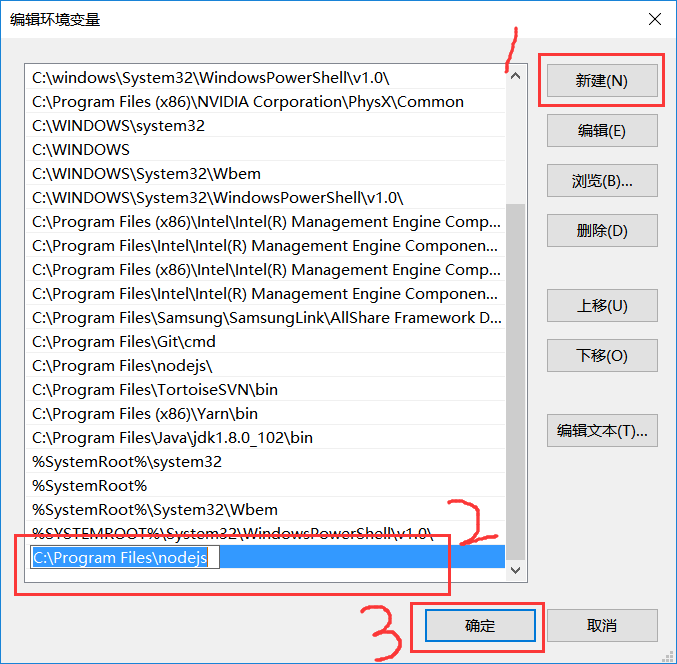 编辑环境变量
1
C:\windows\System32\WindowsPowerShell\v1.0\
C:\Program Files (x86)\NVIDIA Corporation\PhysX\Common
C:\WINDOWS\system32
C:\WINDOWS
C:\WINDOWS\System32\Wbem
C:\WINDOWS\System32\WindowsPowerShell\v1.0\
C:\Program Files (x86)\Intel\Intel(R) Management Engine Comp...
C:\Program Files\Intel\Intel(R) Management Engine Componen...
C:\Program Files (x86)\Intel\Intel(R) Management Engine Comp...
C:\Program Files\Intel\Intel(R) Management Engine Componen...
C:\Program Files\Samsung\SamsungLink\AllShare Framework D...
C:\Program Files\Git\cmd
C:\Program Files\nodejs\
C:\Program Files\TortoiseSVN\bin
C:\Program Files (x86)\Yarn\bin
C:\Program Files\Java\jdk1.8.0_102\bin
%SystemRoot%\system32
%SystemRoot%
%SystemRoot%\System32\Wbem
%SYSTEMROOT%\System32\WindowsPowerShell\v1.0\
2
C:\Program Files\nodejs
新建(N)
编辑(E)
浏览(B)...
删除(D)
上移(U)
下移(O)
编辑文本(T)...
3
确定
取消